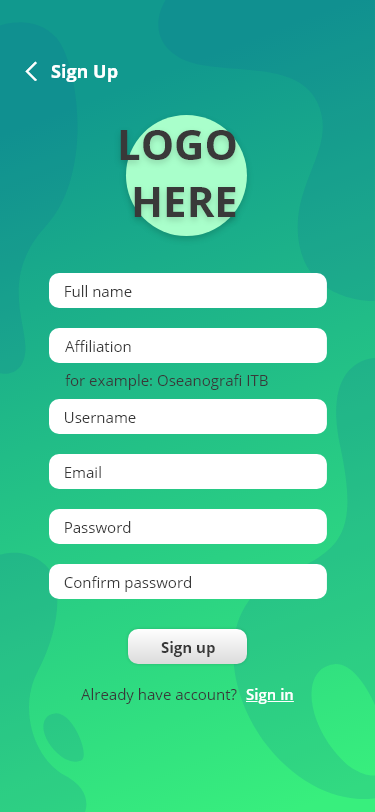 Sign Up
LOGO
HERE
Full name
Affiliation
for example: Oseanografi ITB
Username
Email
Password
Confirm password
Sign up
Already have account? Sign in